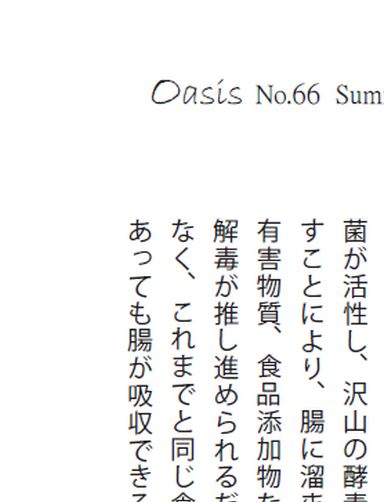 Oasis No.66 Sum
菌が活性し、沢山の酵素
すことにより、腸に溜
有害物質、食品添加物
解毒が推し進められる
なく、これまでと同じ食
あっても腸が吸収できる